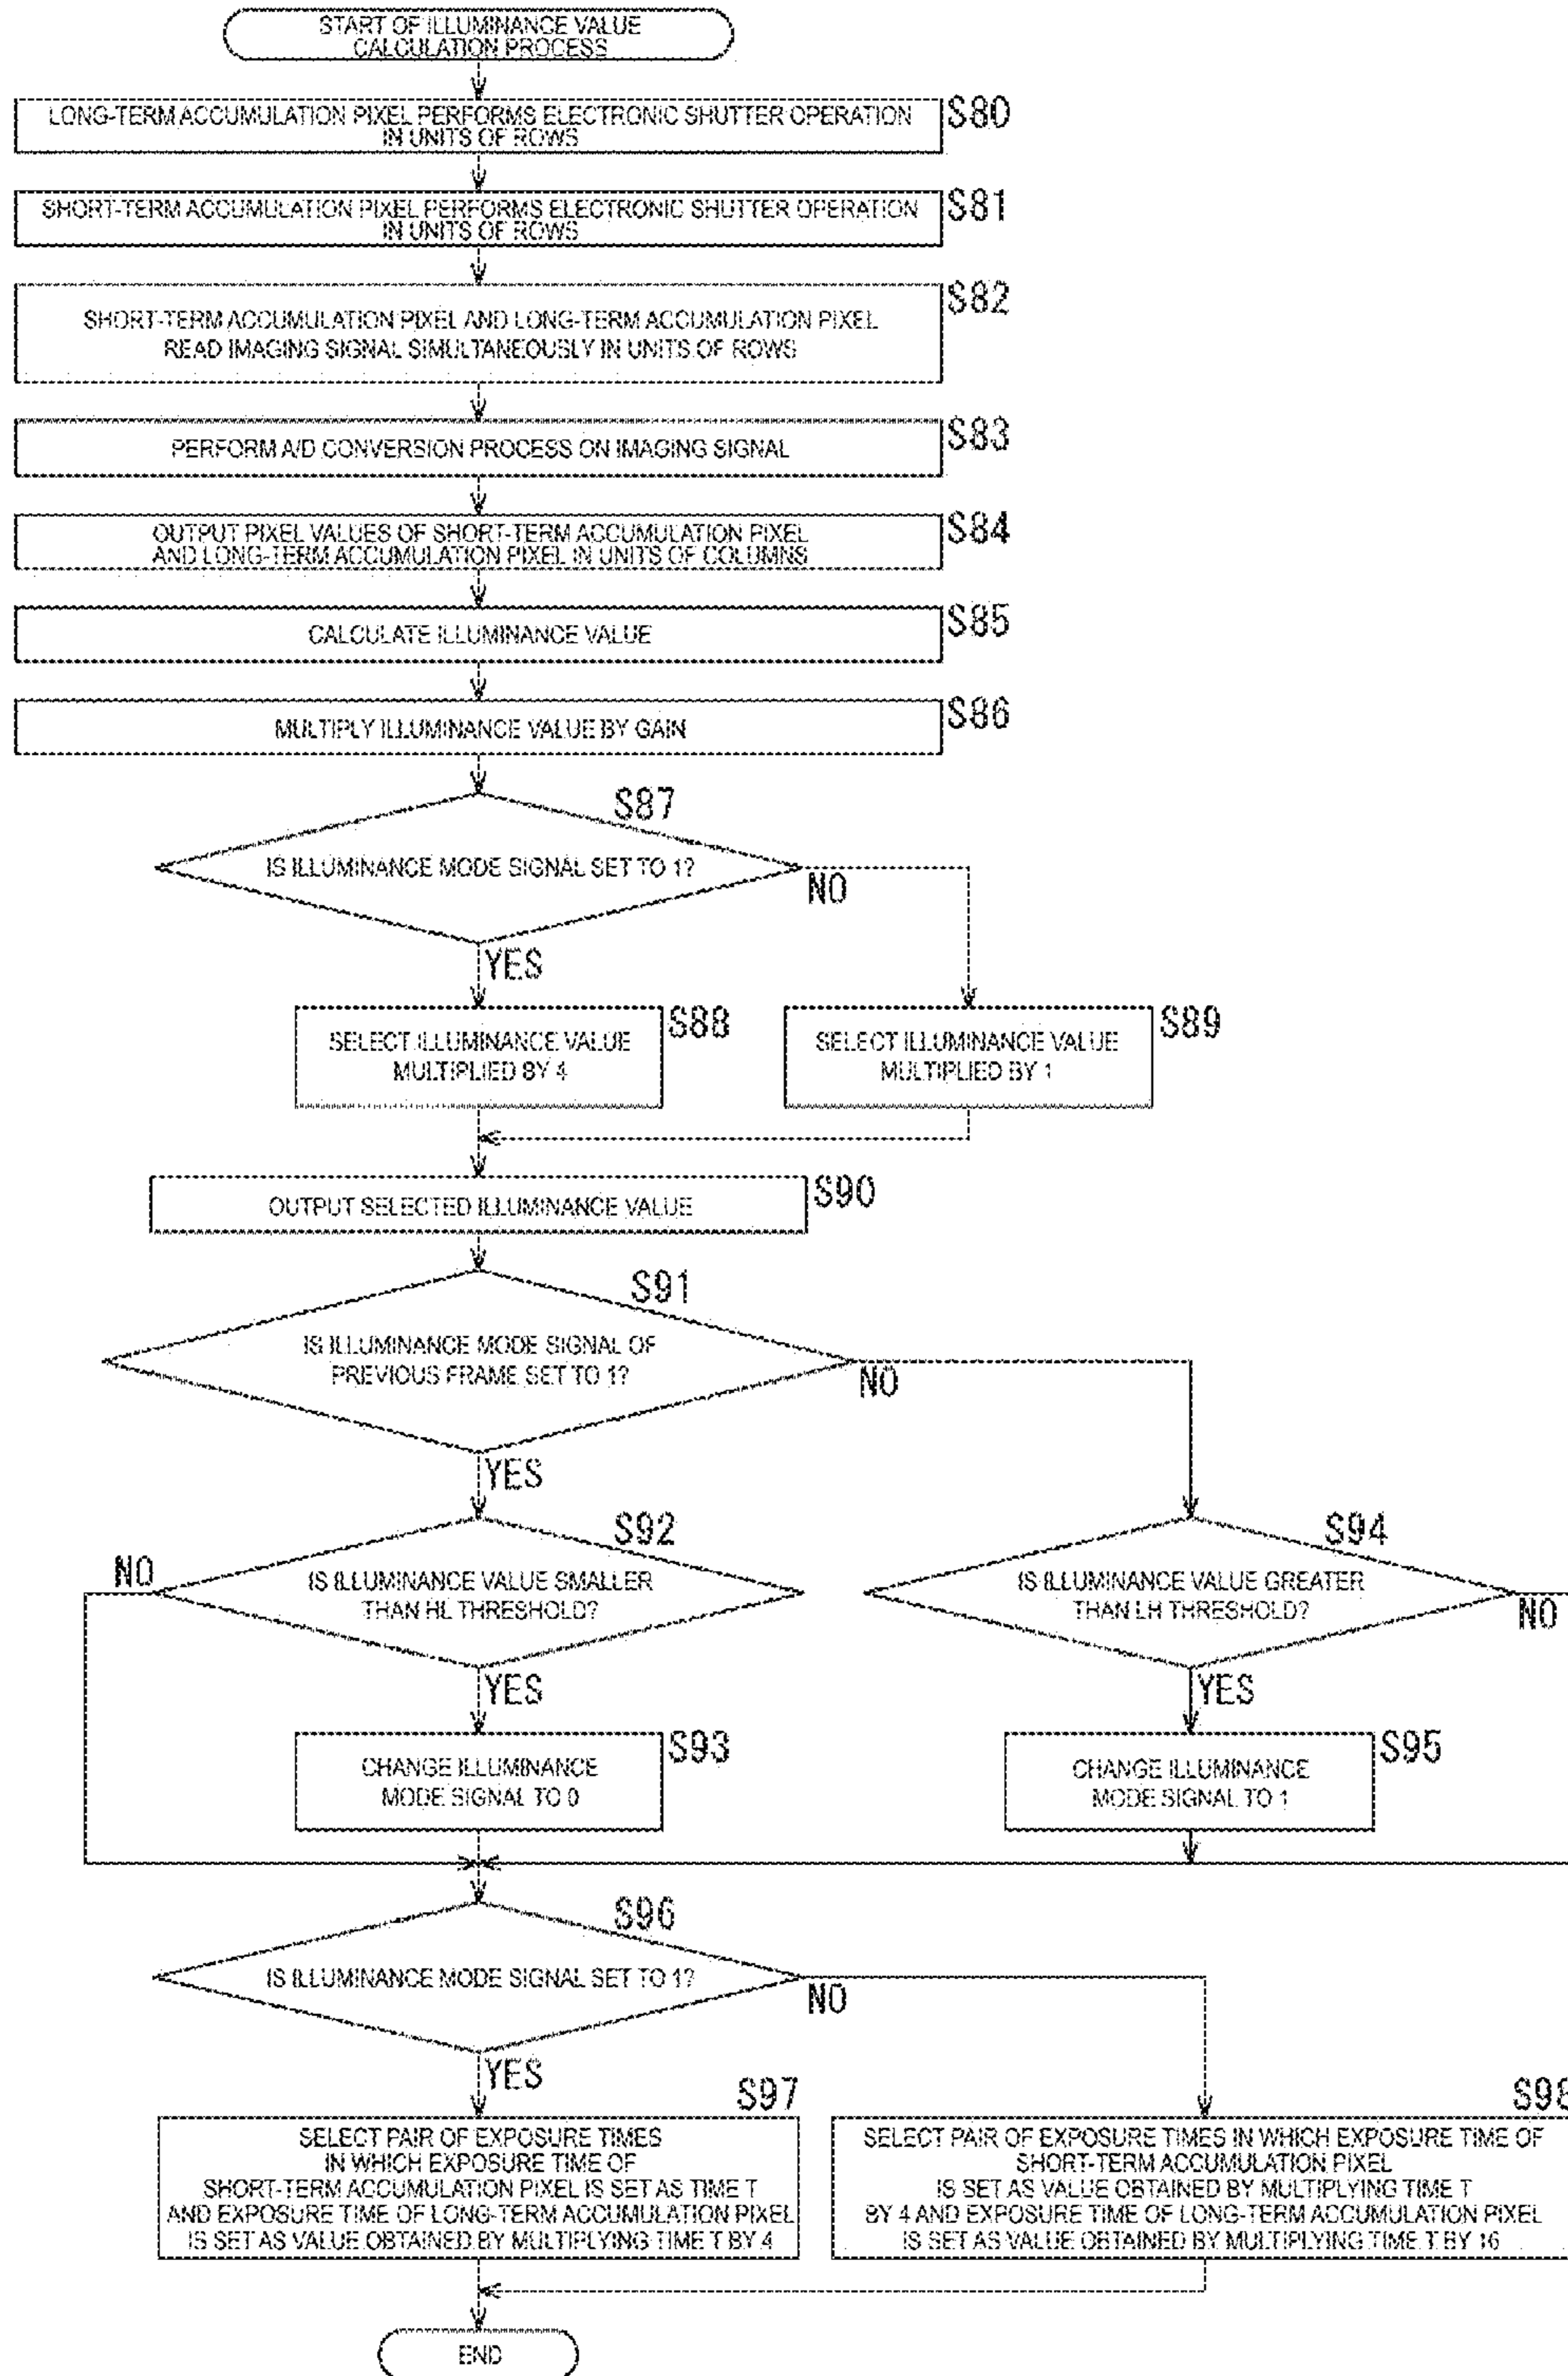 START OF ILLUMINANCE VALUE
CALCULATION PROCESS
LONG-TERM ACCUMULATION PIXEL PERFORMS ELECTRONIC SHUTTER OPERATION
IN UNITS OF ROWS
S80
SHORT-TERM ACCUMULATION PIXEL PERFORMS ELECTRONIC SHUTTER OPERATION
IN UNITS OF ROWS
S81
SHORT-TERM ACCUMULATION PIXEL AND LONG-TERM ACCUMULATION PIXEL
READ IMAGING SIGNAL SIMULTANEOUSLY IN UNITS OF ROWS
S82
PERFORM A/D CONVERSION PROCESS ON IMAGING SIGNAL
S83
OUTPUT PIXEL VALUES OF SHORT-TERM ACCUMULATION PIXEL
AND LONG-TERM ACCUMULATION PIXEL IN UNITS OF COLUMNS
S84
CALCULATE ILLUMINANCE VALUE
S85
MULTIPLY ILLUMINANCE VALUE BY GAIN
S86
S87
IS ILLUMINANCE MODE SIGNAL SET TO 1?
NO
YES
SELECT ILLUMINANCE VALUE
MULTIPLIED BY 4
S88
SELECT ILLUMINANCE VALUE
MULTIPLIED BY 1
S89
OUTPUT SELECTED ILLUMINANCE VALUE
S90
S91
IS ILLUMINANCE MODE SIGNAL OF
PREVIOUS FRAME SET TO 1?
NO
YES
S92
NO
IS ILLUMINANCE VALUE SMALLER
THAN HL THRESHOLD?
YES
S94
IS ILLUMINANCE VALUE GREATER
THAN LH THRESHOLD?
NO
YES
CHANGE ILLUMINANCE
MODE SIGNAL TO 0
S93
CHANGE ILLUMINANCE
MODE SIGNAL TO 1
S95
S96
IS ILLUMINANCE MODE SIGNAL SET TO 1?
NO
YES
S97
SELECT PAIR OF EXPOSURE TIMES
IN WHICH EXPOSURE TIME OF
SHORT-TERM ACCUMULATION PIXEL IS SET AS TIME T
AND EXPOSURE TIME OF LONG-TERM ACCUMULATION PIXEL
IS SET AS VALUE OBTAINED BY MULTIPLYING TIME T BY 4
S98
SELECT PAIR OF EXPOSURE TIMES IN WHICH EXPOSURE TIME OF
SHORT-TERM ACCUMULATION PIXEL
IS SET AS VALUE OBTAINED BY MULTIPLYING TIME T
BY 4 AND EXPOSURE TIME OF LONG-TERM ACCUMULATION PIXEL
IS SET AS VALUE OBTAINED BY MULTIPLYING TIME T BY 16
END